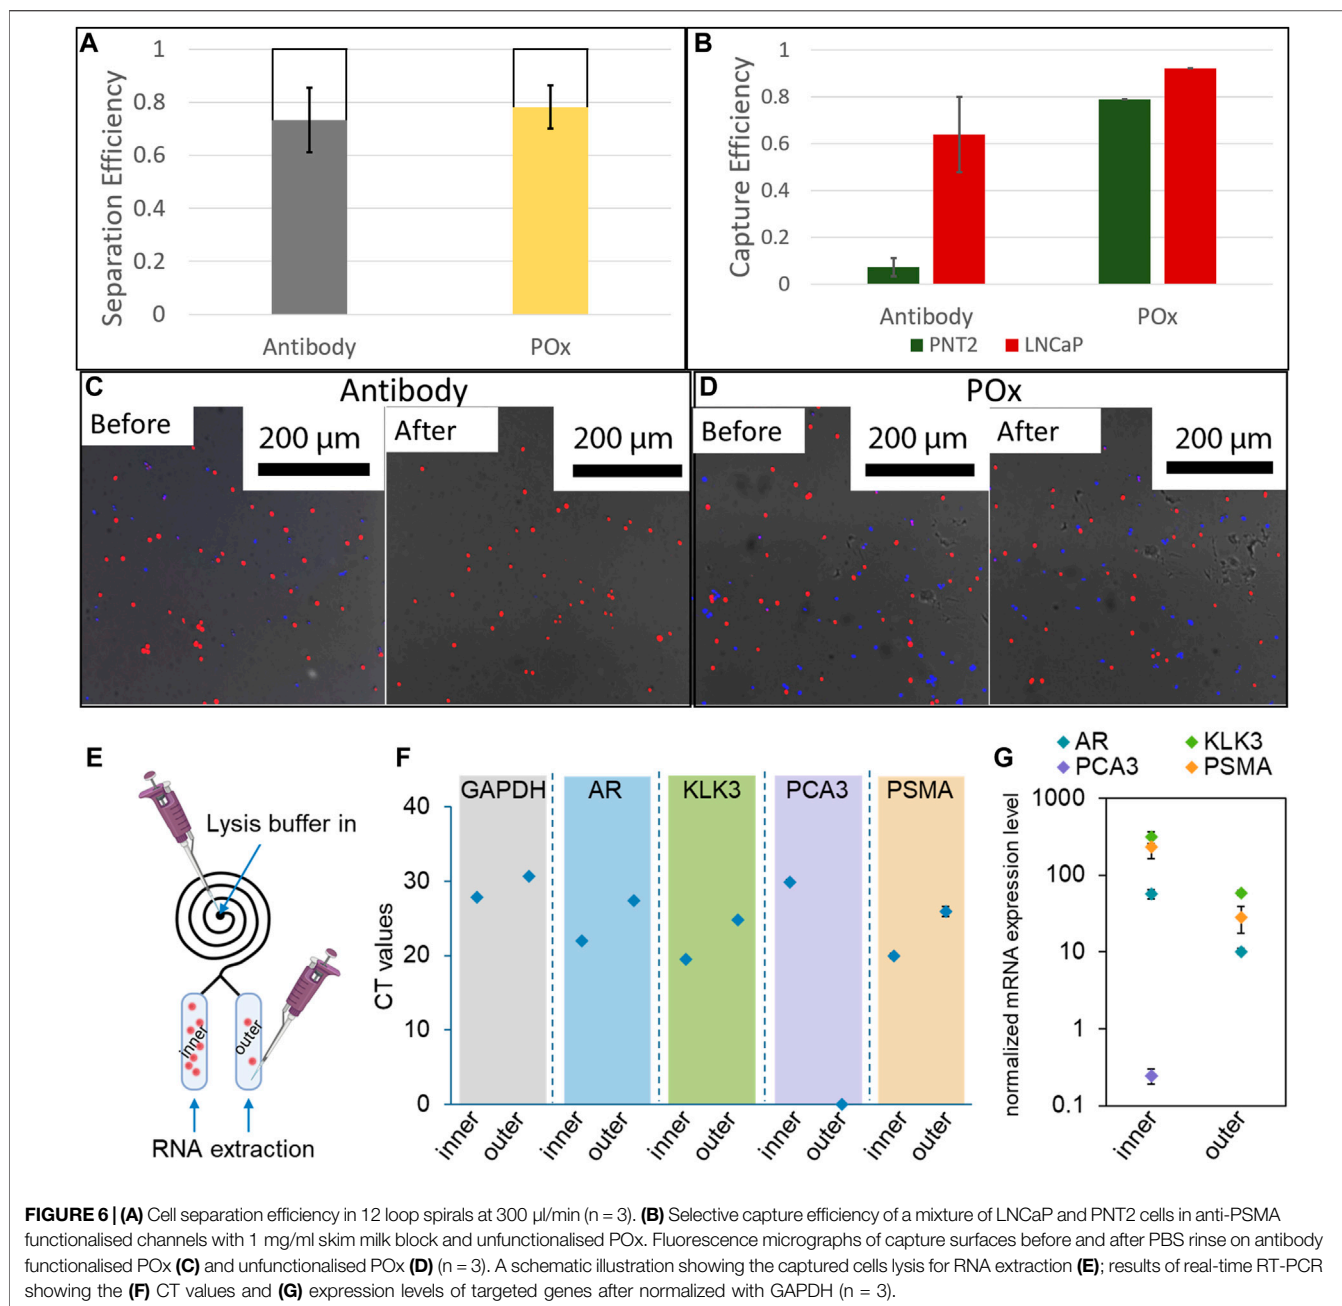 A
Separation Efficiency
1
0.8
0.6
0.4
0.2
0
Antibody POx
B
Capture Efficiency
1
0.8
0.6
0.4
0.2
0
Antibody POx
PNT2 LNCaP
C Antibody
Before 200 µm
After 200 µm
D POx
Before 200 µm
After 200 µm
E
Lysis buffer in
inner outer
RNA extraction
F
GAPDH AR KLK3 PCA3 PSMA
CT values
40
30
20
10
0
inner outer inner outer inner outer inner outer inner outer
G
AR KLK3
PCA3 PSMA
normalized mRNA expression level
1000
100
10
1
0.1
inner outer
FIGURE 6 | (A) Cell separation efficiency in 12 loop spirals at 300 µl/min (n = 3). (B) Selective capture efficiency of a mixture of LNCaP and PNT2 cells in anti-PSMA
functionalised channels with 1 mg/ml skim milk block and unfunctionalised POx. Fluorescence micrographs of capture surfaces before and after PBS rinse on antibody
functionalised POx (C) and unfunctionalised POx (D) (n = 3). A schematic illustration showing the captured cells lysis for RNA extraction (E); results of real-time RT-PCR
showing the (F) CT values and (G) expression levels of targeted genes after normalized with GAPDH (n = 3).